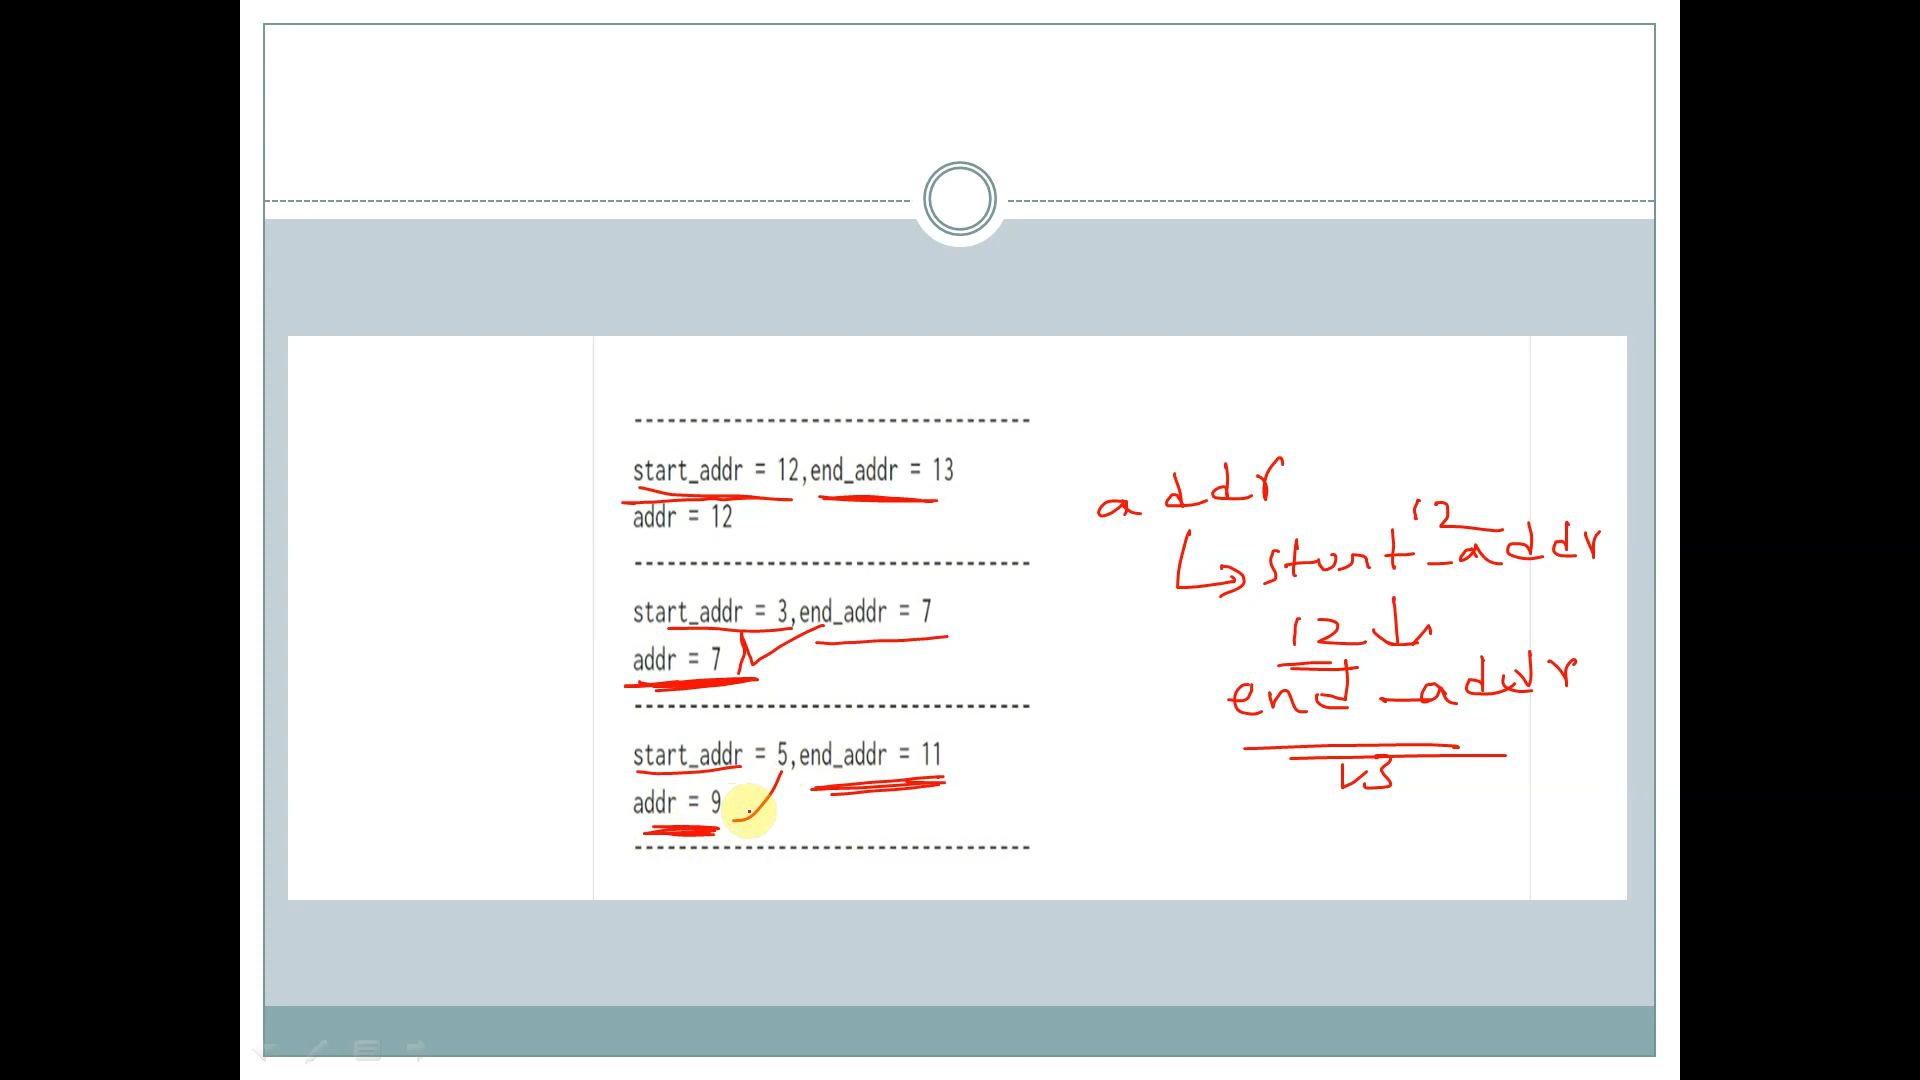 -----------------------------------
start_addr = 12,end_addr = 13
addr = 12
-----------------------------------
start_addr = 3,end_addr = 7
addr = 7
-----------------------------------
start_addr = 5,end_addr = 11
addr = 9
-----------------------------------
addr
12
start_addr
12
end_addr
13